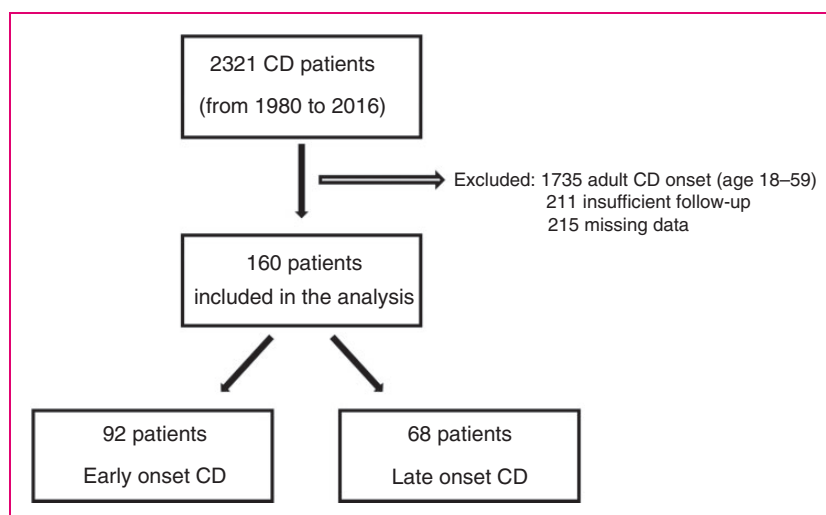 2321 CD patients
(from 1980 to 2016)
Excluded: 1735 adult CD onset (age 18–59)
211 insufficient follow-up
215 missing data
160 patients
included in the analysis
92 patients
Early onset CD
68 patients
Late onset CD